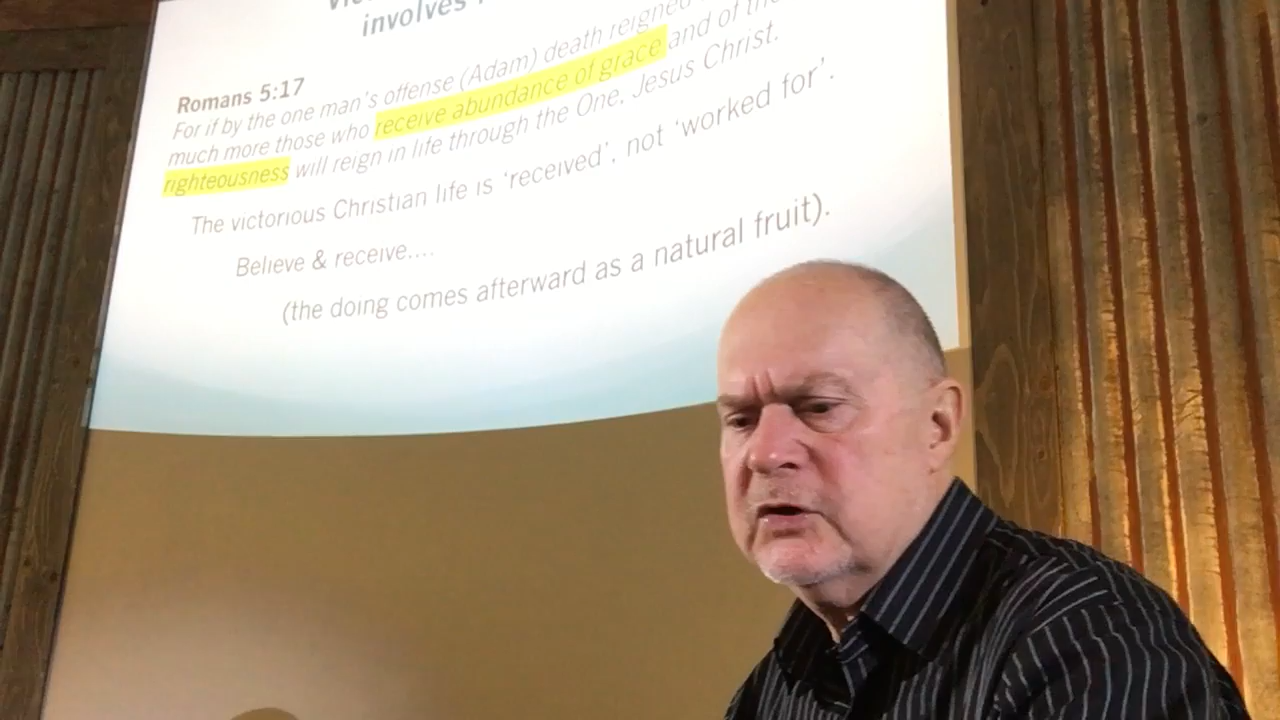 involves
Romans 5:17
For if by the one man's offense (Adam) death reigned
much more those who receive abundance of grace and of the
righteousness will reign in life through the One, Jesus Christ.
The victorious Christian life is 'received', not 'worked for'.
Believe & receive....
(the doing comes afterward as a natural fruit).